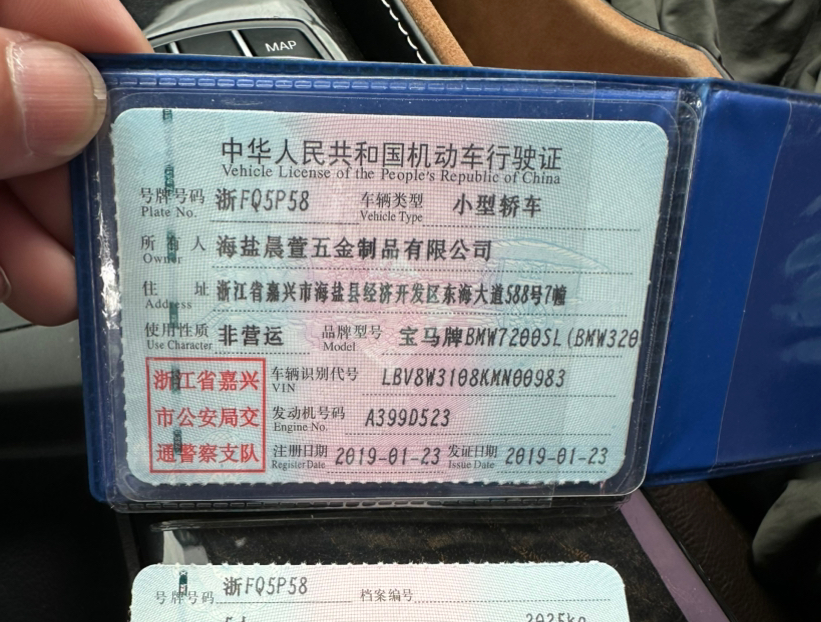 MAP
中华人民共和国机动车行驶证
Vehicle License of the People's Republic of China
号牌号码 浙FQ5P58 车辆类型 小型轿车
Plate No. Vehicle Type
所有人 海盐晨萱五金制品有限公司
Owner
住址 浙江省嘉兴市海盐县经济开发区东海大道588号7幢
Address
使用性质 非营运 品牌型号 宝马牌BMW7200SL(BMW320
Use Character Model
浙江省嘉兴 车辆识别代号 LBV8W3108KMN00983
VIN
市公安局交 发动机号码 A399D523
Engine No.
通警察支队 注册日期 2019-01-23 发证日期 2019-01-23
Register Date Issue Date
号牌号码 浙FQ5P58 档案编号